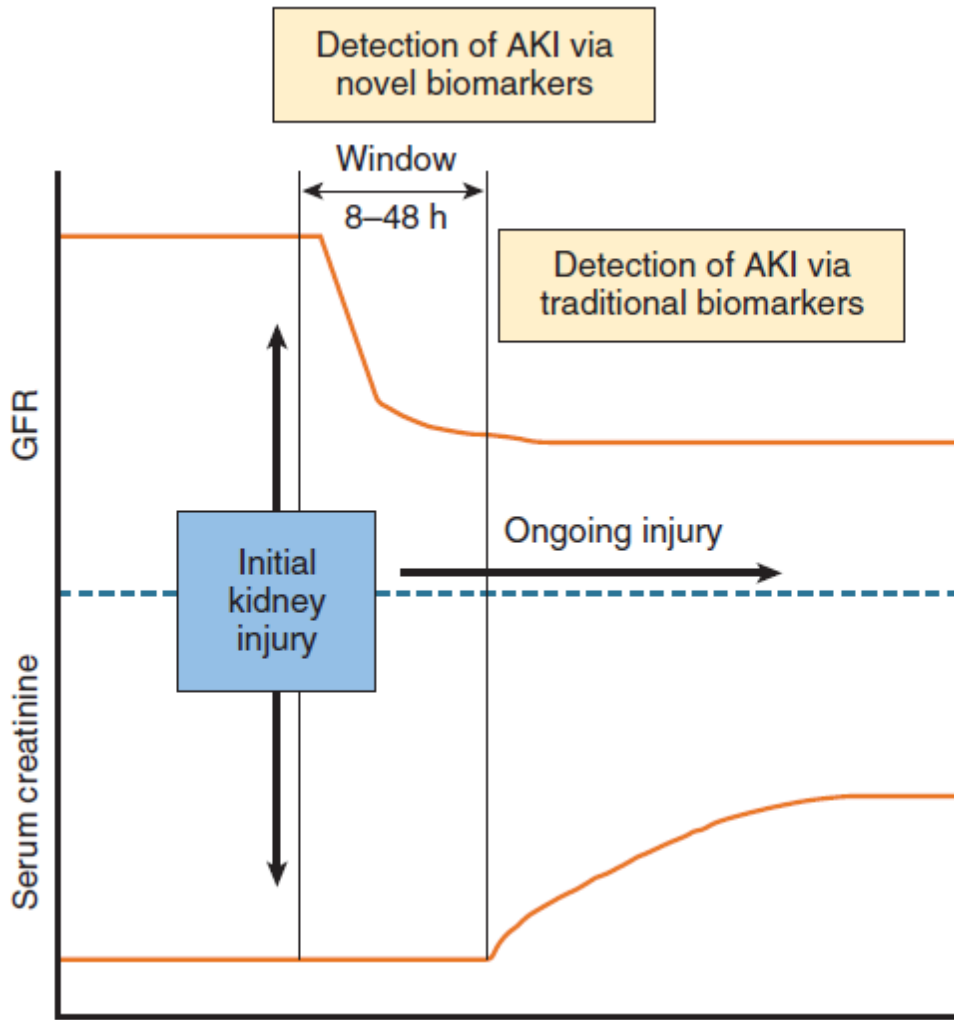 Detection of AKI via
novel biomarkers
Window
8–48 h
Detection of AKI via
traditional biomarkers
GFR
Initial
kidney
injury
Ongoing injury
Serum creatinine